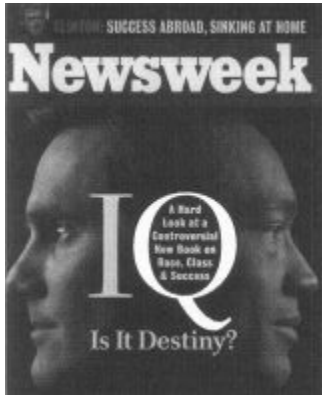 CLINTON: SUCCESS ABROAD, SINKING AT HOME
Newsweek
IQ
A Hard
Look at a
Controversial
New Book on
Race, Class
& Success
Is It Destiny?